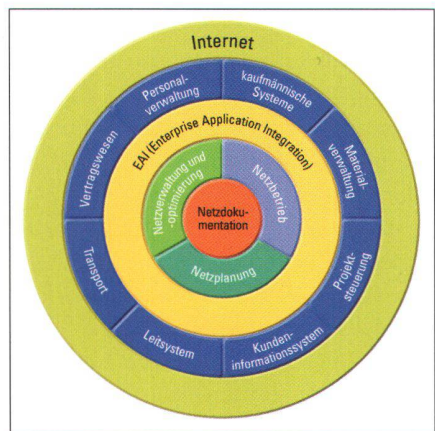 Internet
Personal-
verwaltung
kaufmännische
Systeme
Vertragswesen
Material-
verwaltung
EAI (Enterprise Application Integration)
Netzverwaltung und
-optimierung
Netzbetrieb
Netzdoku-
mentation
Netzplanung
Transport
Projekt-
steuerung
Leitsystem
Kunden-
informationssystem